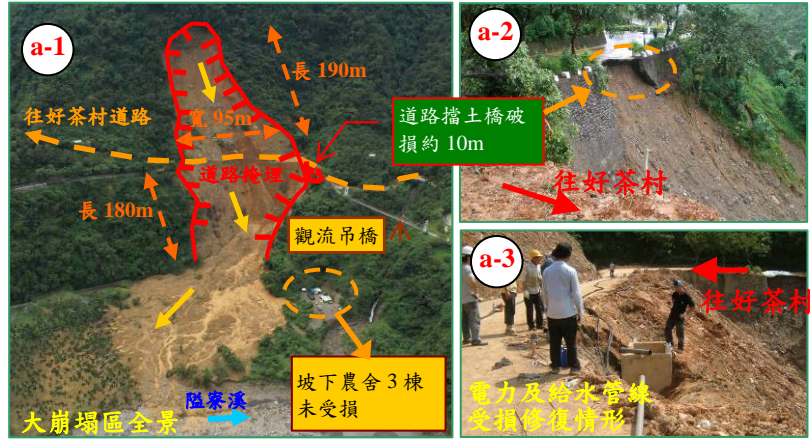 a-1
長 190m
往好茶村道路
寬 95m
道路掩埋
長 180m
觀流吊橋
坡下農舍 3 棟
未受損
隘寮溪
大崩塌區全景
道路擋土橋破
損約 10m
a-2
往好茶村
a-3
往好茶村
電力及給水管線
受損修復情形